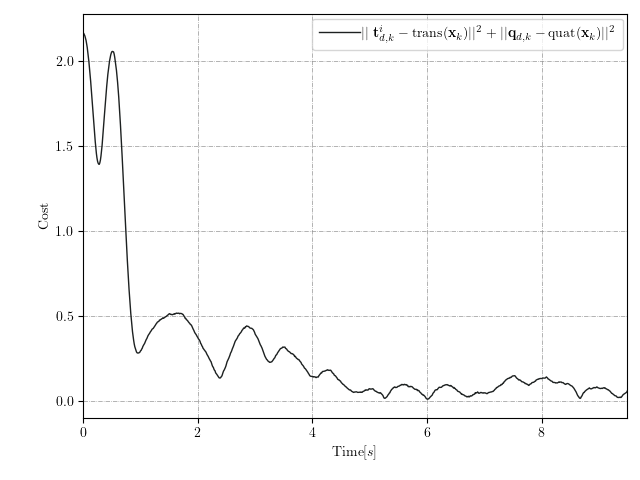 || t^i_{d,k} − trans(x_k)||² + ||q_{d,k} − quat(x_k)||²
2.0
1.5
1.0
0.5
0.0
Cost
0 2 4 6 8
Time[s]